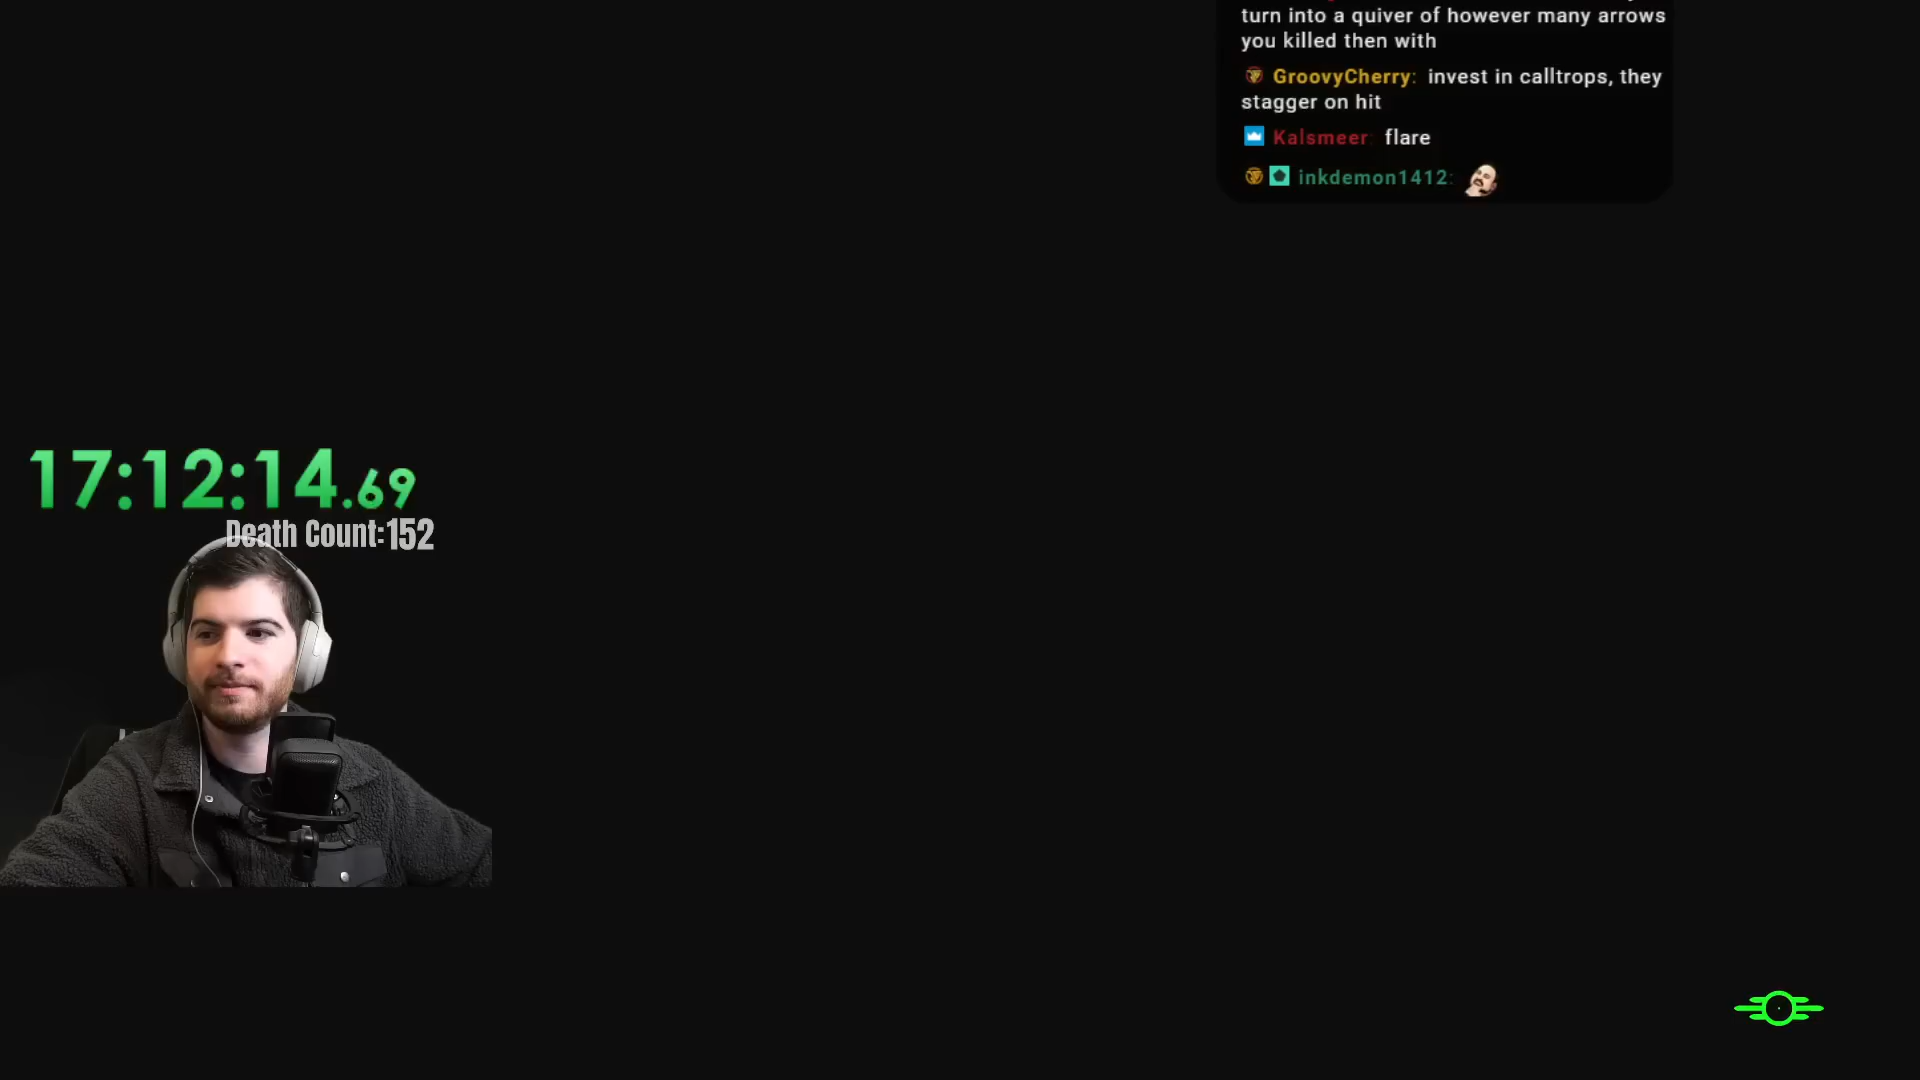 turn into a quiver of however many arrows
you killed then with
GroovyCherry: invest in calltrops, they
stagger on hit
Kalsmeer: flare
inkdemon1412:
17:12:14.69
Death Count:152